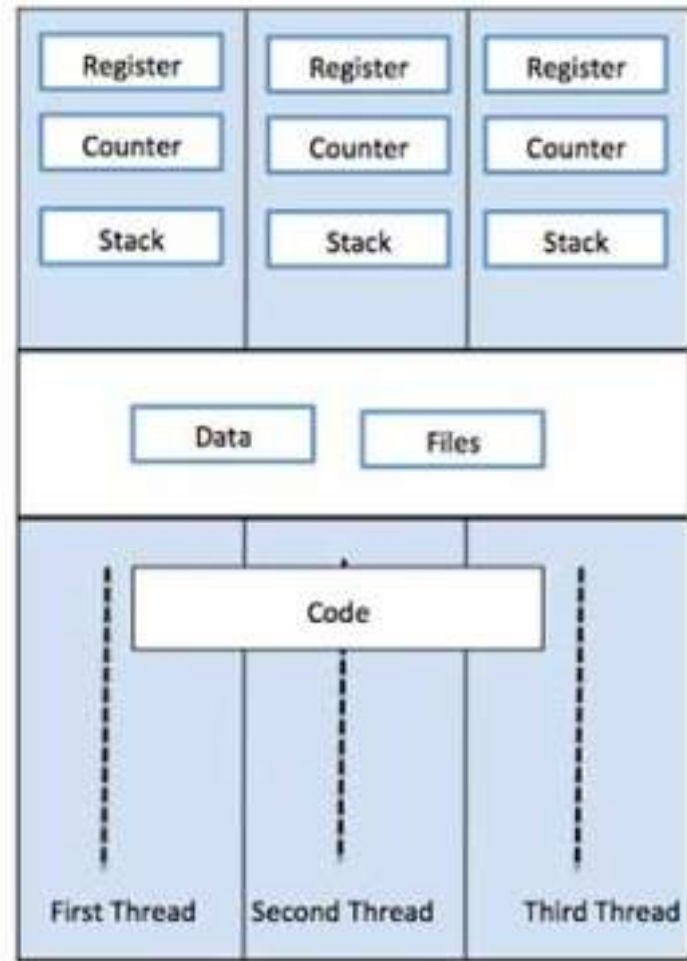 Register Register Register
Counter Counter Counter
Stack Stack Stack
Data Files
Code
First Thread Second Thread Third Thread